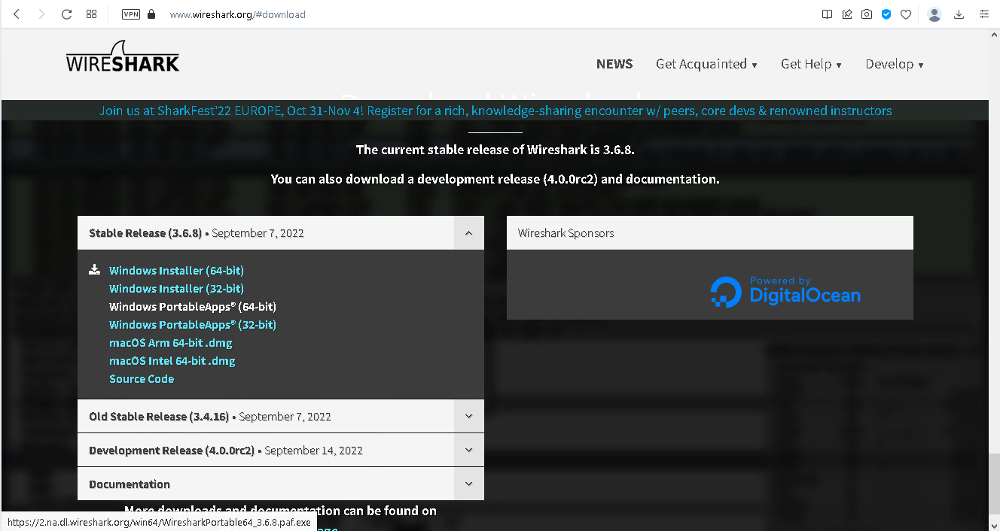 VPN
www.wireshark.org/#download
WIRESHARK
NEWS
Get Acquainted ▾
Get Help ▾
Develop ▾
Join us at SharkFest'22 EUROPE, Oct 31-Nov 4! Register for a rich, knowledge-sharing encounter w/ peers, core devs & renowned instructors
The current stable release of Wireshark is 3.6.8.
You can also download a development release (4.0.0rc2) and documentation.
Stable Release (3.6.8) • September 7, 2022
Windows Installer (64-bit)
Windows Installer (32-bit)
Windows PortableApps® (64-bit)
Windows PortableApps® (32-bit)
macOS Arm 64-bit .dmg
macOS Intel 64-bit .dmg
Source Code
Old Stable Release (3.4.16) • September 7, 2022
Development Release (4.0.0rc2) • September 14, 2022
Documentation
Wireshark Sponsors
Powered by
DigitalOcean
More downloads and documentation can be found on
https://2.na.dl.wireshark.org/win64/WiresharkPortable64_3.6.8.paf.exe